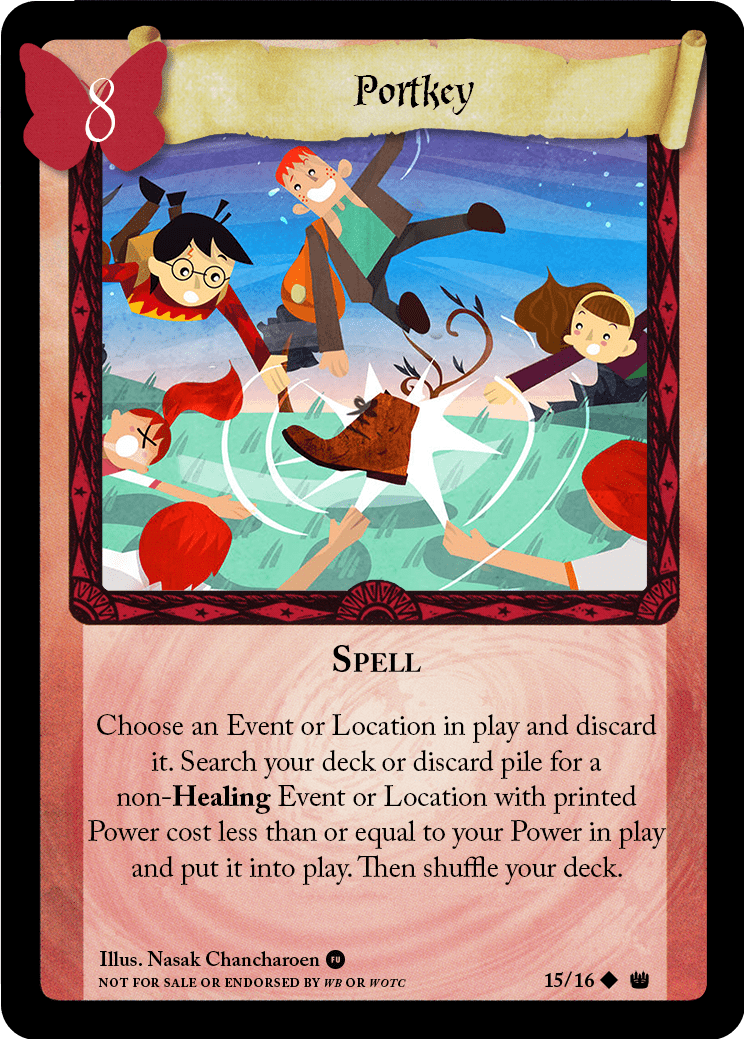 8
Portkey
SPELL
Choose an Event or Location in play and discard
it. Search your deck or discard pile for a
non-Healing Event or Location with printed
Power cost less than or equal to your Power in play
and put it into play. Then shuffle your deck.
Illus. Nasak Chancharoen FU
NOT FOR SALE OR ENDORSED BY WB OR WOTC
15/16